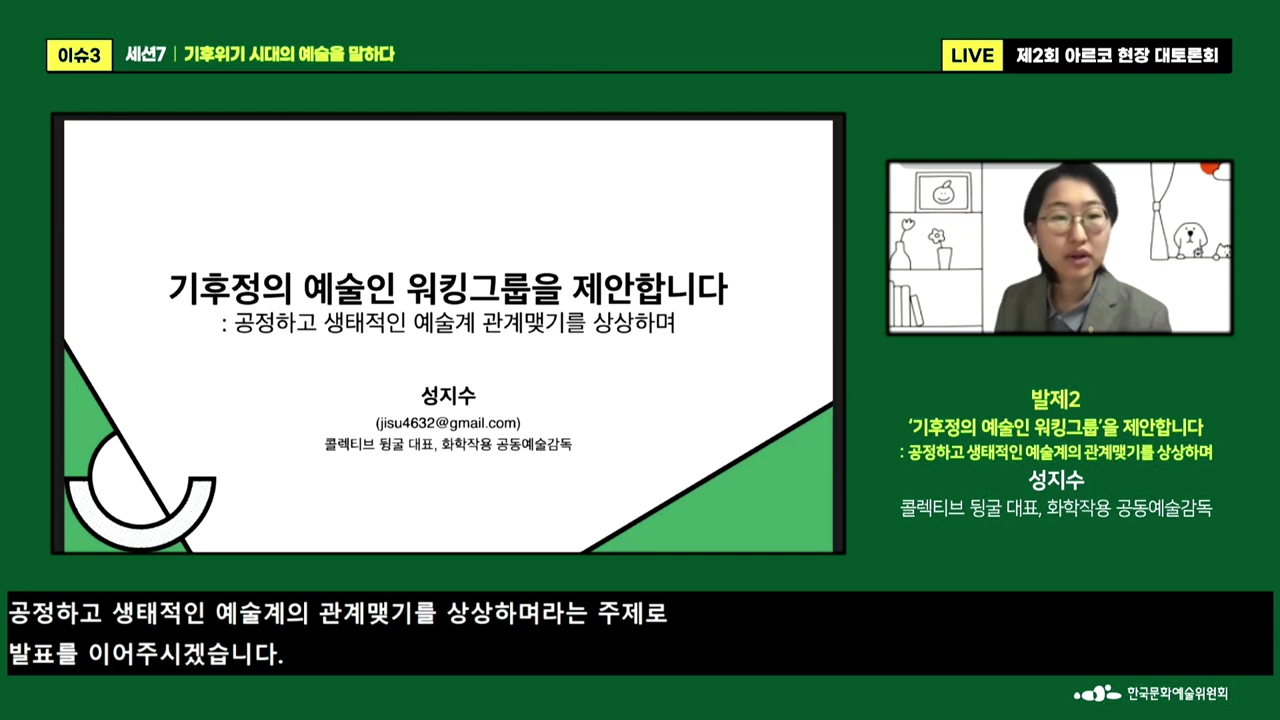 이슈3
세션7 | 기후위기 시대의 예술을 말하다
LIVE 제2회 아르코 현장 대토론회
기후정의 예술인 워킹그룹을 제안합니다
: 공정하고 생태적인 예술계 관계맺기를 상상하며
성지수
(jisu4632@gmail.com)
콜렉티브 뒹굴 대표, 화학작용 공동예술감독
발제2
‘기후정의 예술인 워킹그룹’을 제안합니다
: 공정하고 생태적인 예술계의 관계맺기를 상상하며
성지수
콜렉티브 뒹굴 대표, 화학작용 공동예술감독
공정하고 생태적인 예술계의 관계맺기를 상상하며라는 주제로
발표를 이어주시겠습니다.
한국문화예술위원회